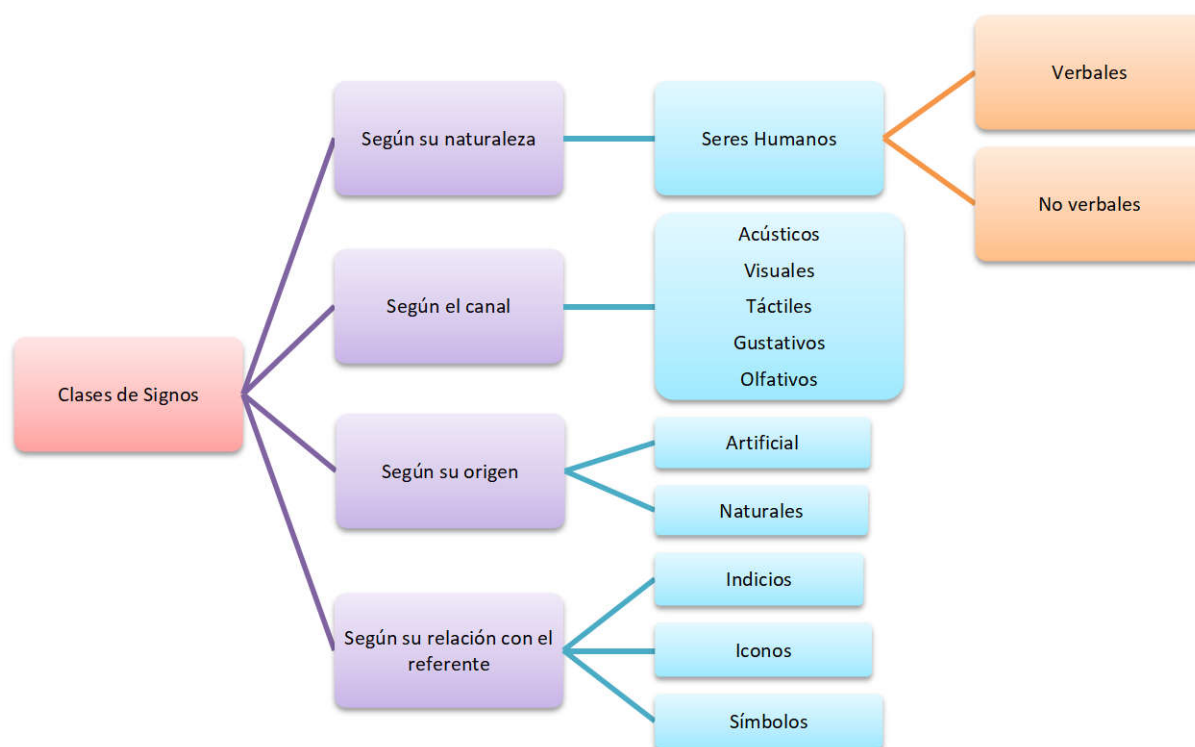 Clases de Signos
Según su naturaleza
Seres Humanos
Verbales
No verbales
Según el canal
Acústicos
Visuales
Táctiles
Gustativos
Olfativos
Según su origen
Artificial
Naturales
Según su relación con el
referente
Indicios
Iconos
Símbolos